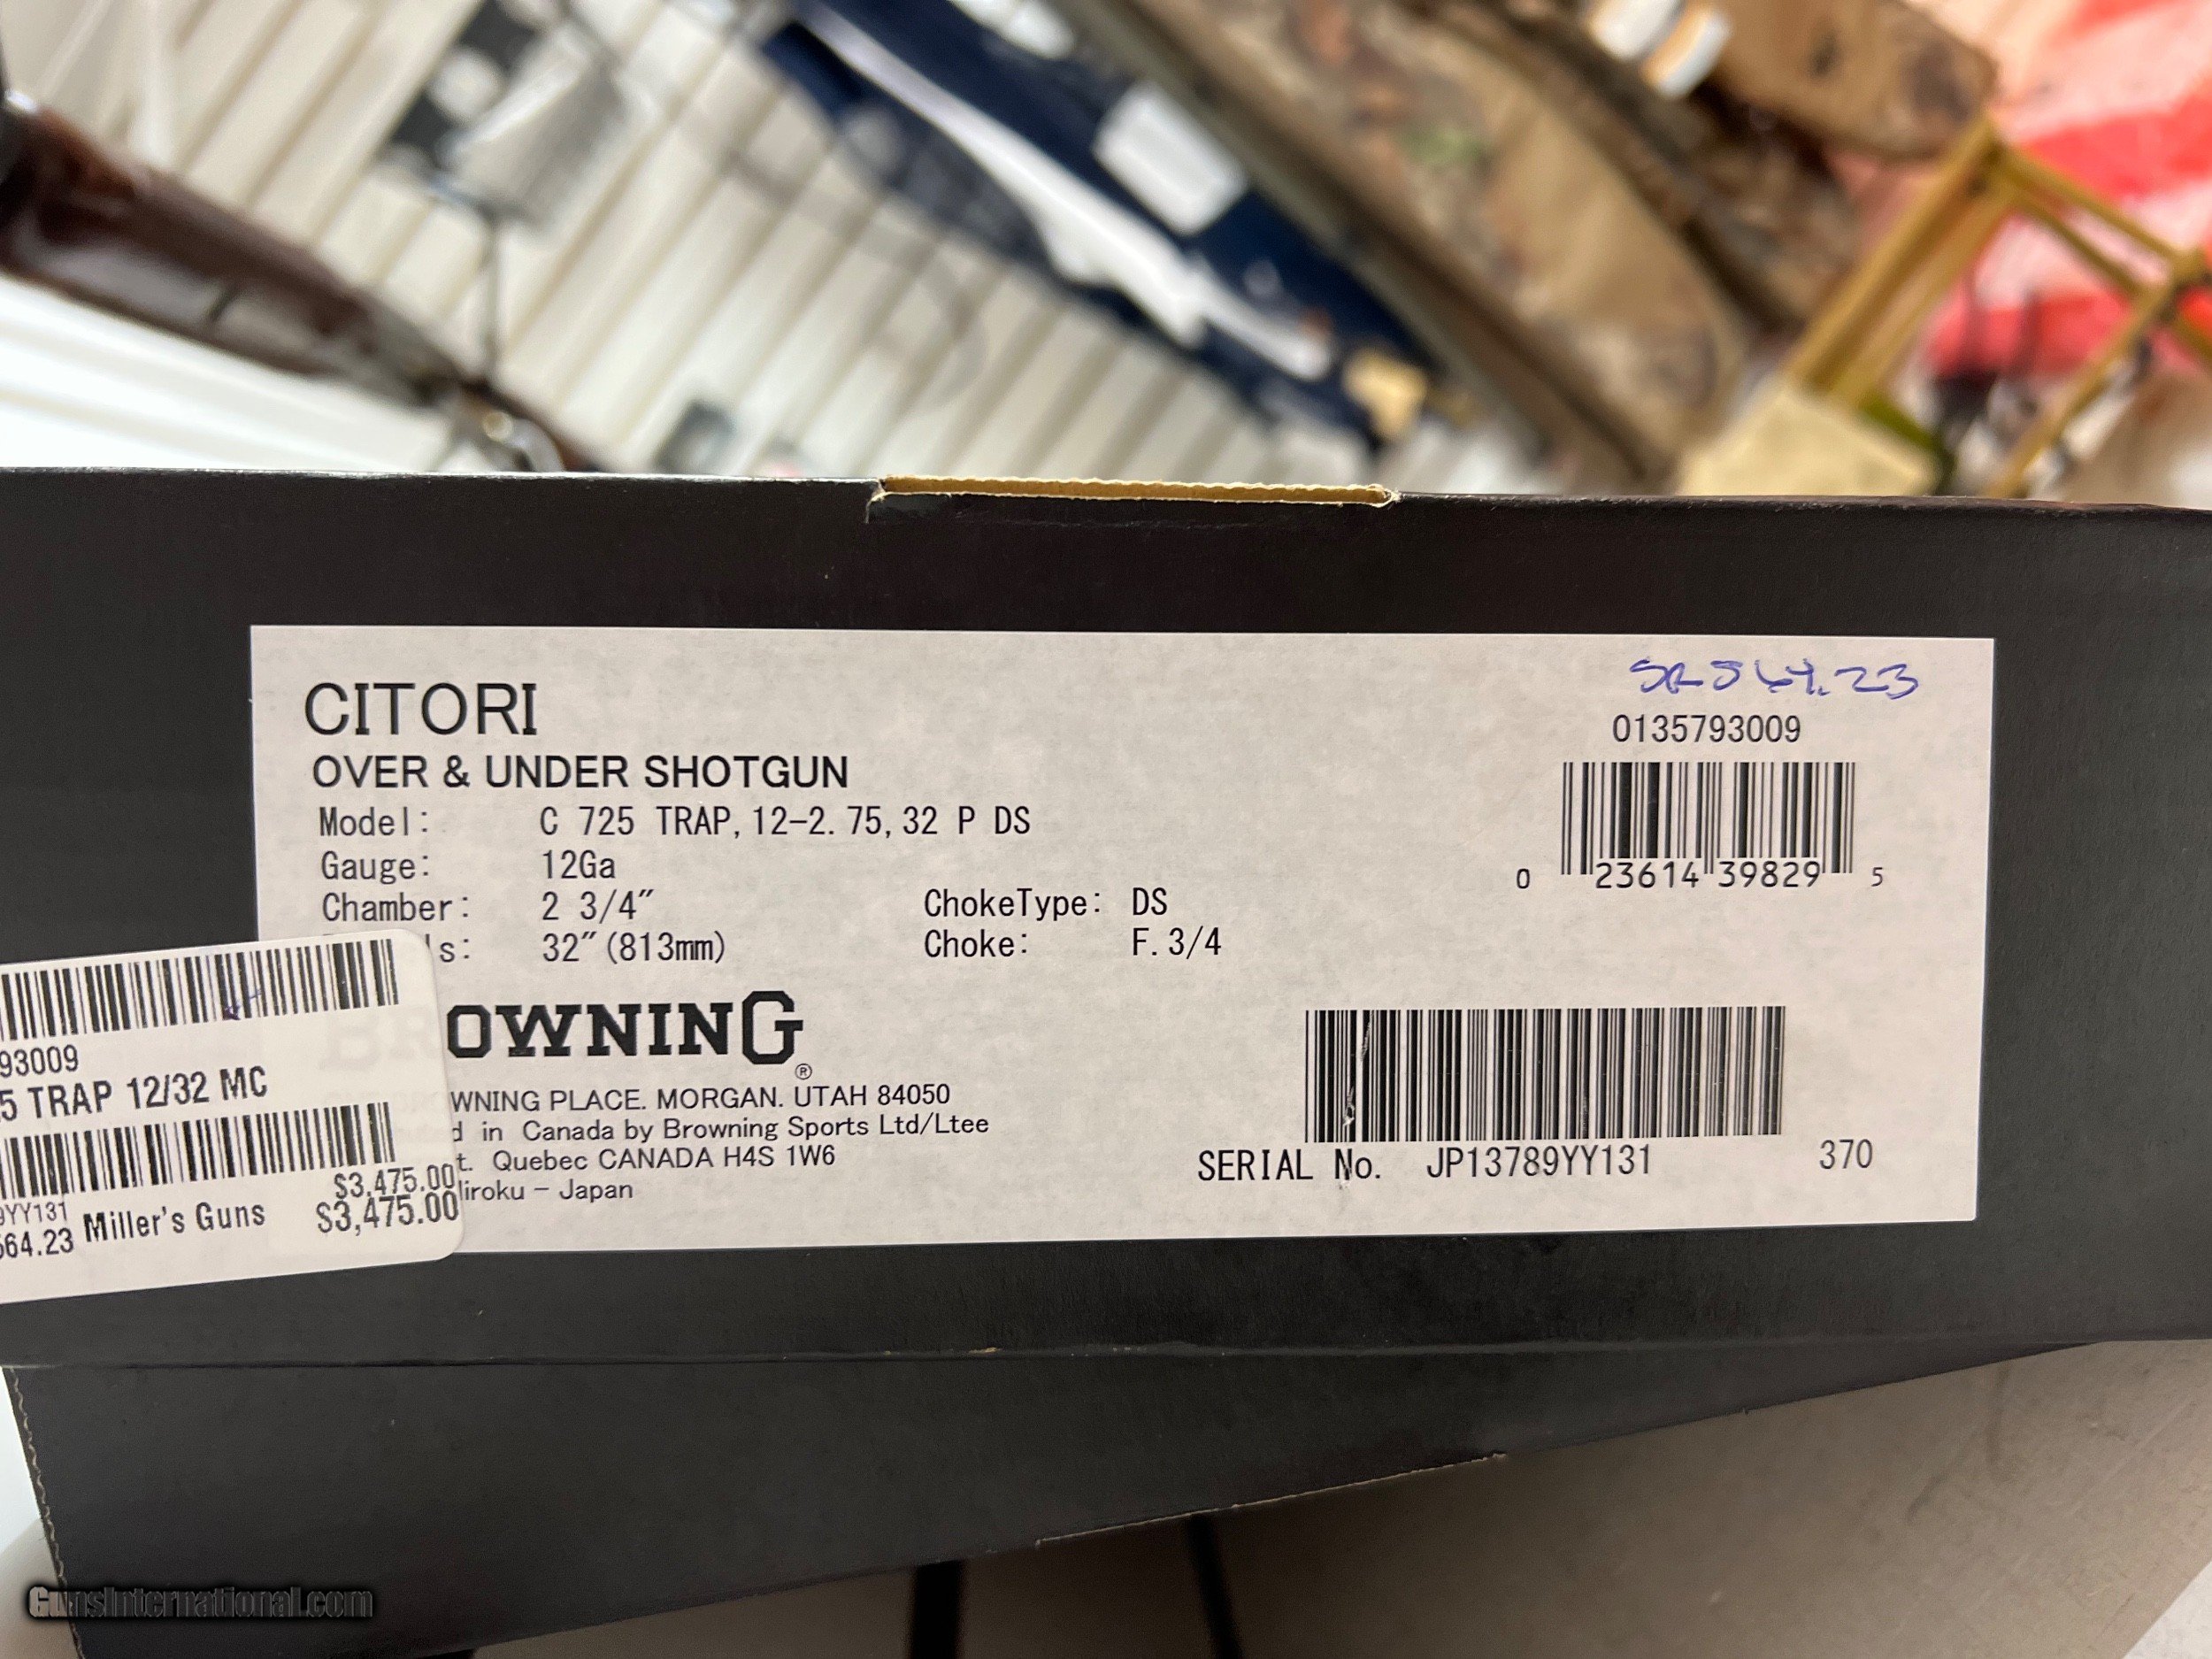 SR564.23
CITORI
0135793009
OVER & UNDER SHOTGUN
Model: C 725 TRAP, 12-2.75, 32 P DS
Gauge: 12Ga
0 23614 39829 5
Chamber: 2 3/4" ChokeType: DS
s: 32"(813mm) Choke: F.3/4
ROWNING®
WNING PLACE. MORGAN. UTAH 84050
d in Canada by Browning Sports Ltd/Ltee
t. Quebec CANADA H4S 1W6
iroku - Japan
SERIAL No. JP13789YY131 370
93009
5 TRAP 12/32 MC
$3,475.00
9YY131 Miller's Guns $3,475.00
564.23
GunsInternational.com